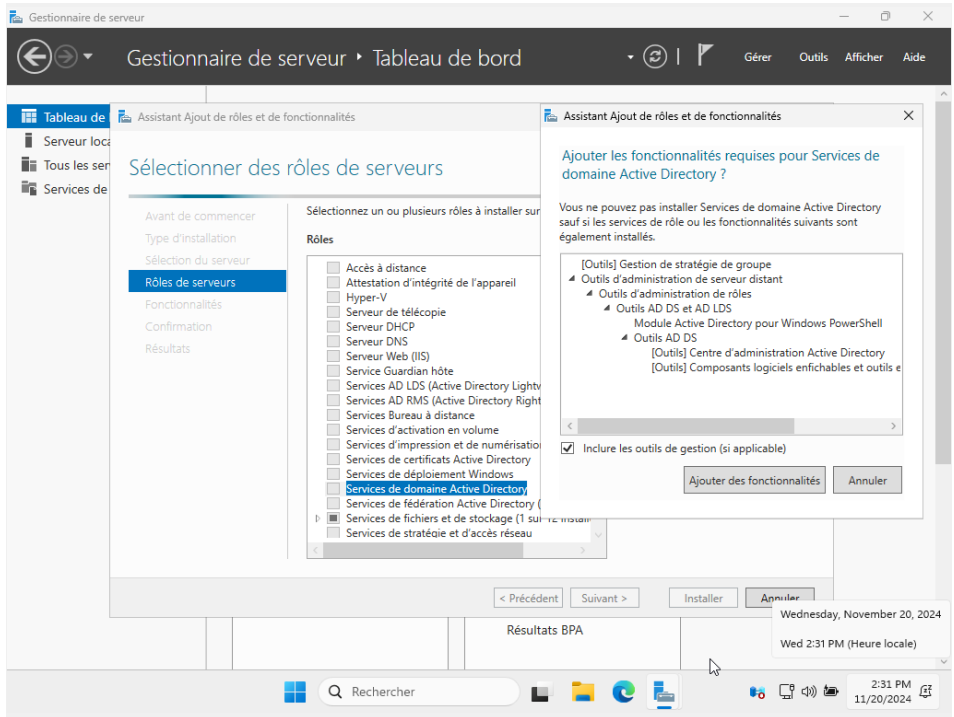 Gestionnaire de serveur
Gestionnaire de serveur Tableau de bord
Gérer Outils Afficher Aide
Tableau de
Serveur loca
Tous les ser
Services de
Assistant Ajout de rôles et de fonctionnalités
Sélectionner des rôles de serveurs
Avant de commencer
Type d'installation
Sélection du serveur
Rôles de serveurs
Fonctionnalités
Confirmation
Résultats
Sélectionnez un ou plusieurs rôles à installer sur
Rôles
Accès à distance
Attestation d'intégrité de l'appareil
Hyper-V
Serveur de télécopie
Serveur DHCP
Serveur DNS
Serveur Web (IIS)
Service Guardian hôte
Services AD LDS (Active Directory Lightw
Services AD RMS (Active Directory Right
Services Bureau à distance
Services d'activation en volume
Services d'impression et de numérisatio
Services de certificats Active Directory
Services de déploiement Windows
Services de domaine Active Directory
Services de fédération Active Directory (
Services de fichiers et de stockage (1 sur 12 install
Services de stratégie et d'accès réseau
< Précédent Suivant > Installer Annuler
Assistant Ajout de rôles et de fonctionnalités
Ajouter les fonctionnalités requises pour Services de
domaine Active Directory ?
Vous ne pouvez pas installer Services de domaine Active Directory
sauf si les services de rôle ou les fonctionnalités suivants sont
également installés.
[Outils] Gestion de stratégie de groupe
Outils d'administration de serveur distant
Outils d'administration de rôles
Outils AD DS et AD LDS
Module Active Directory pour Windows PowerShell
Outils AD DS
[Outils] Centre d'administration Active Directory
[Outils] Composants logiciels enfichables et outils e
Inclure les outils de gestion (si applicable)
Ajouter des fonctionnalités Annuler
Résultats BPA
Wednesday, November 20, 2024
Wed 2:31 PM (Heure locale)
Rechercher
2:31 PM
11/20/2024